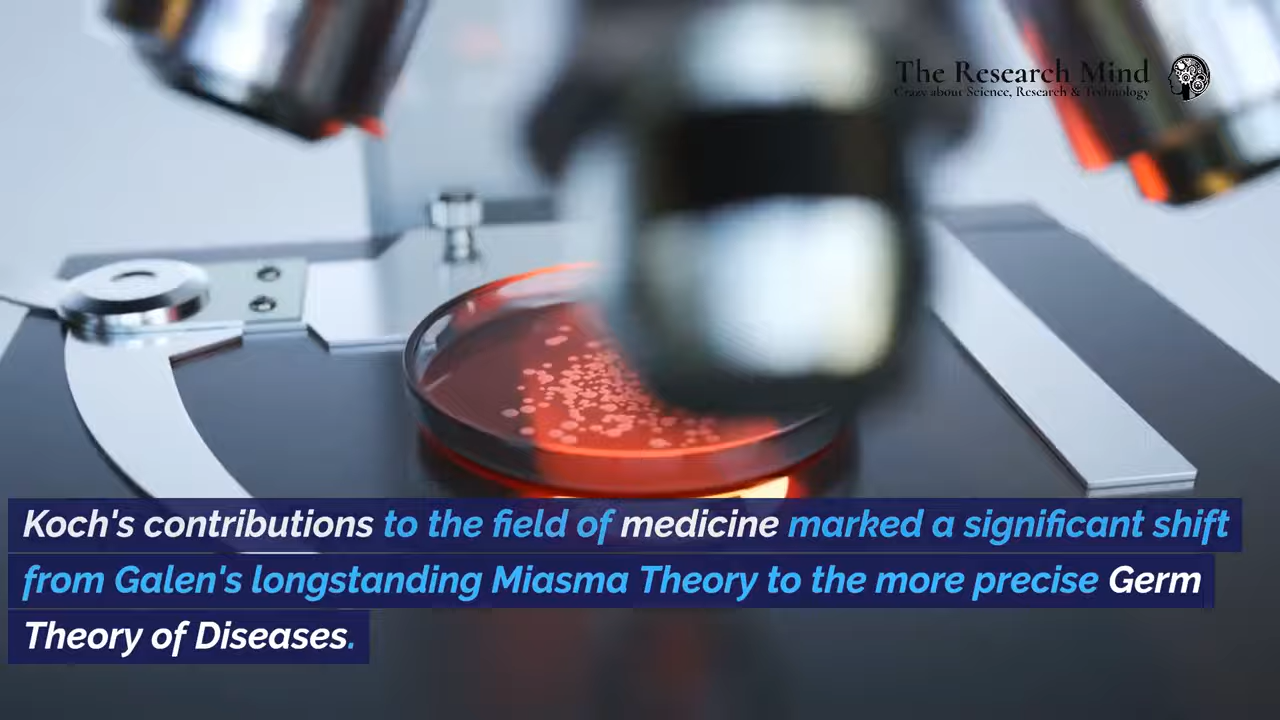 The Research Mind
Crazy about Science, Research & Technology
Koch's contributions to the field of medicine marked a significant shift
from Galen's longstanding Miasma Theory to the more precise Germ
Theory of Diseases.